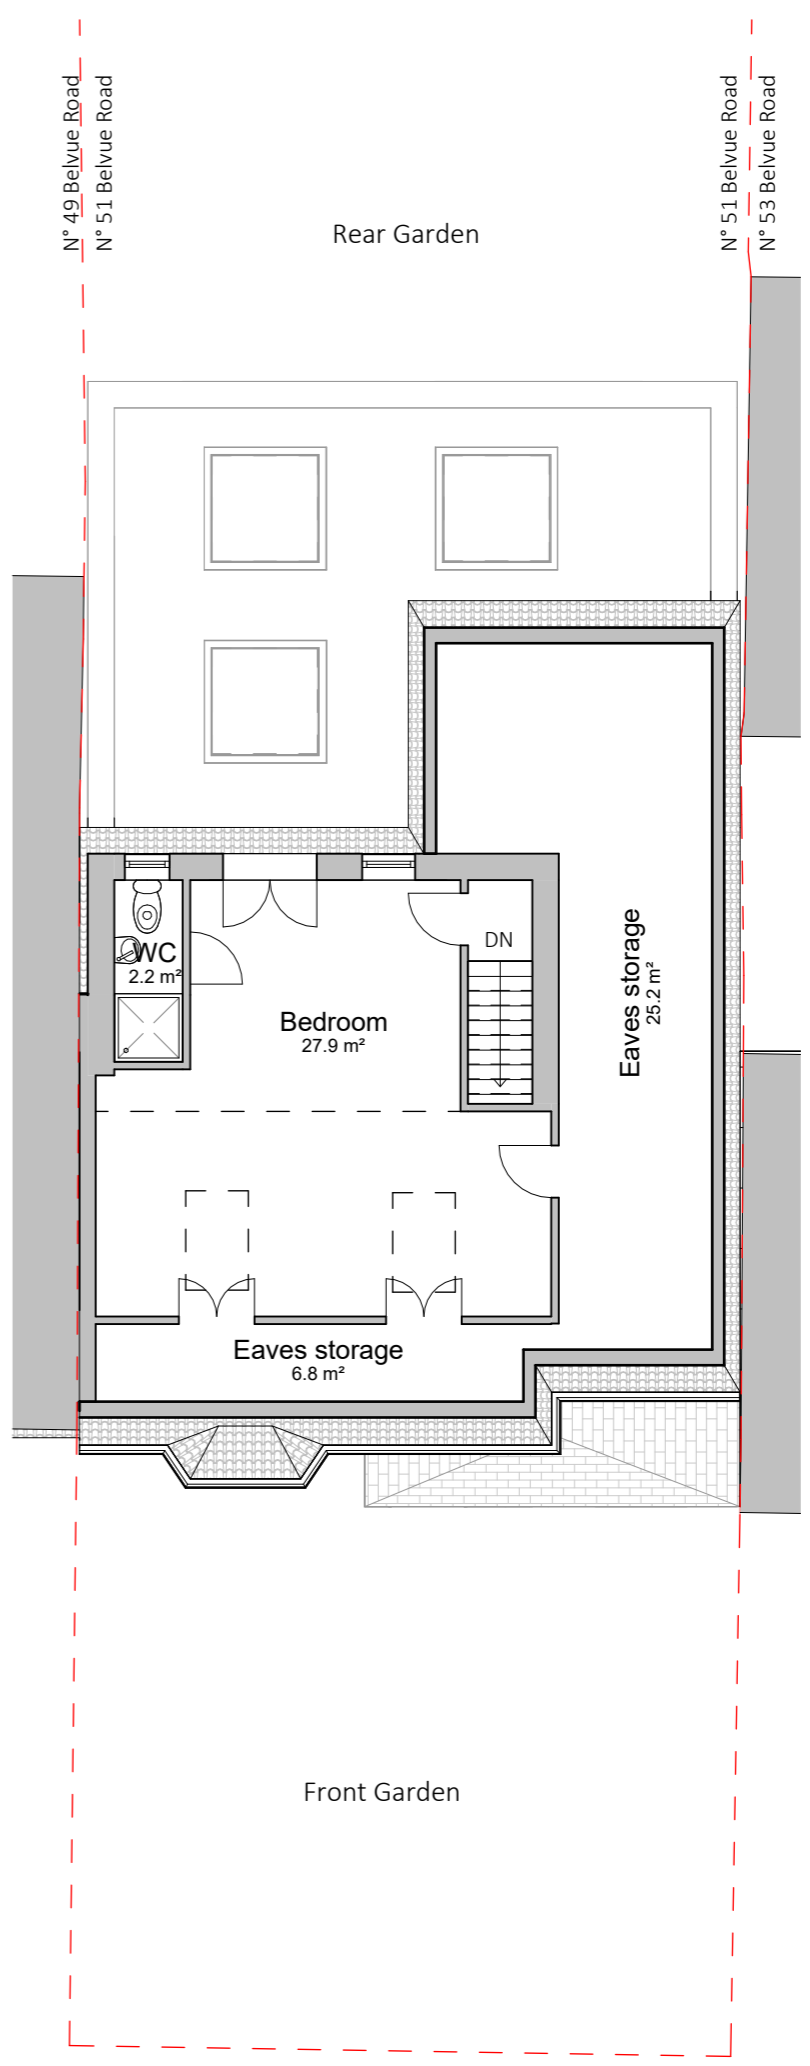 N° 49 Belvue Road
N° 51 Belvue Road
N° 51 Belvue Road
N° 53 Belvue Road
Rear Garden
WC
2.2 m²
DN
Bedroom
27.9 m²
Eaves storage
25.2 m²
Eaves storage
6.8 m²
Front Garden